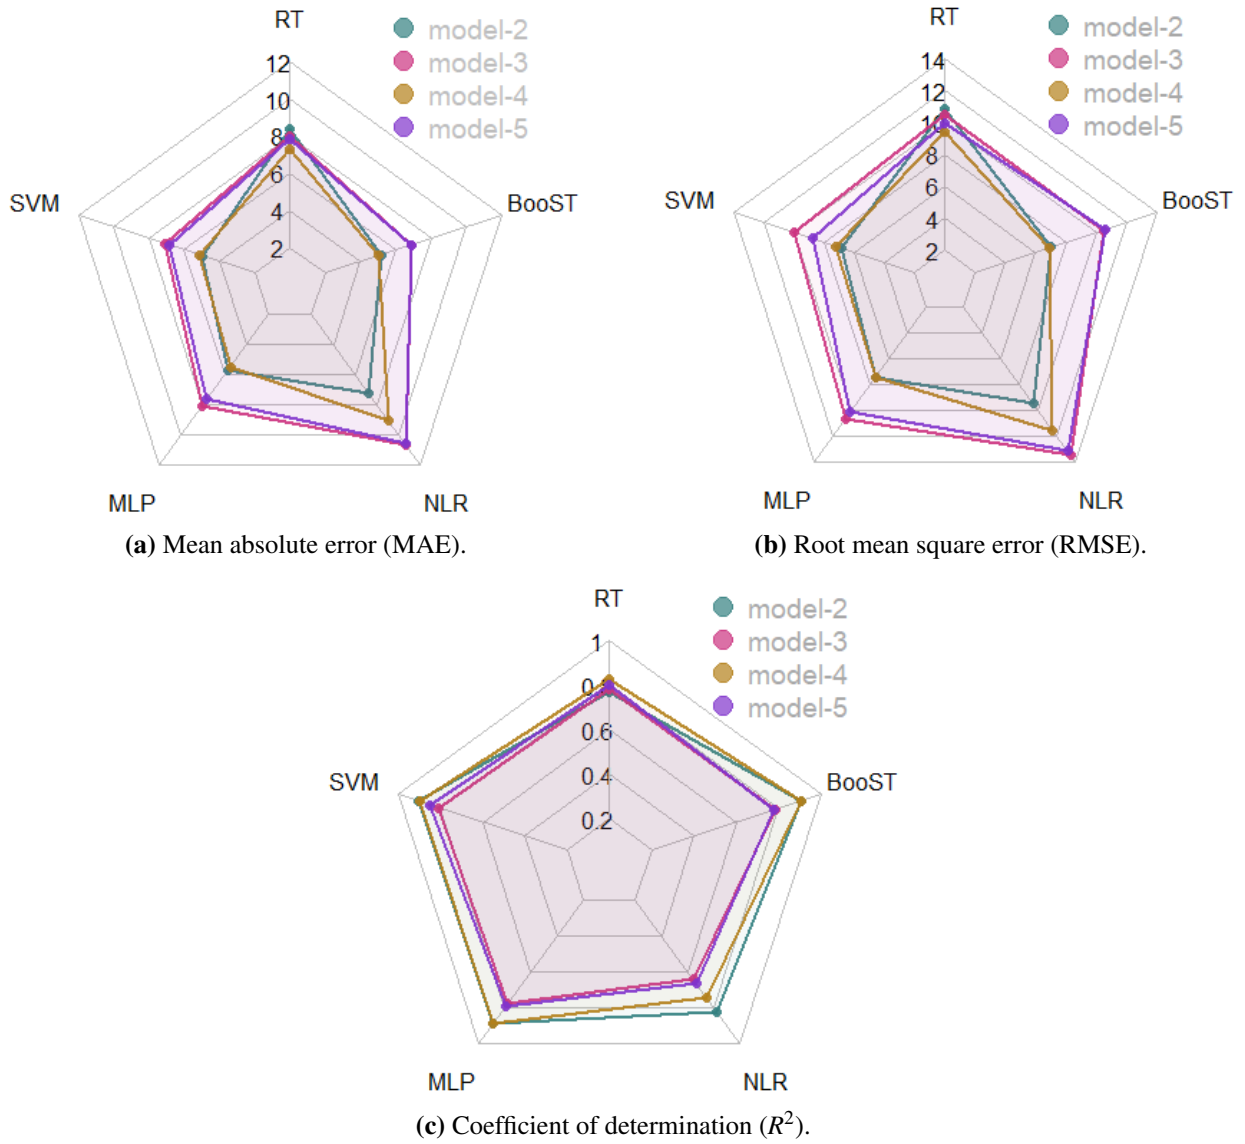 RT
model-2
model-3
model-4
model-5
12
10
8
6
4
2
SVM
BooST
MLP
NLR
(a) Mean absolute error (MAE).
RT
model-2
model-3
model-4
model-5
14
12
10
8
6
4
2
SVM
BooST
MLP
NLR
(b) Root mean square error (RMSE).
RT
model-2
model-3
model-4
model-5
1
0.6
0.4
0.2
SVM
BooST
MLP
NLR
(c) Coefficient of determination (R²).